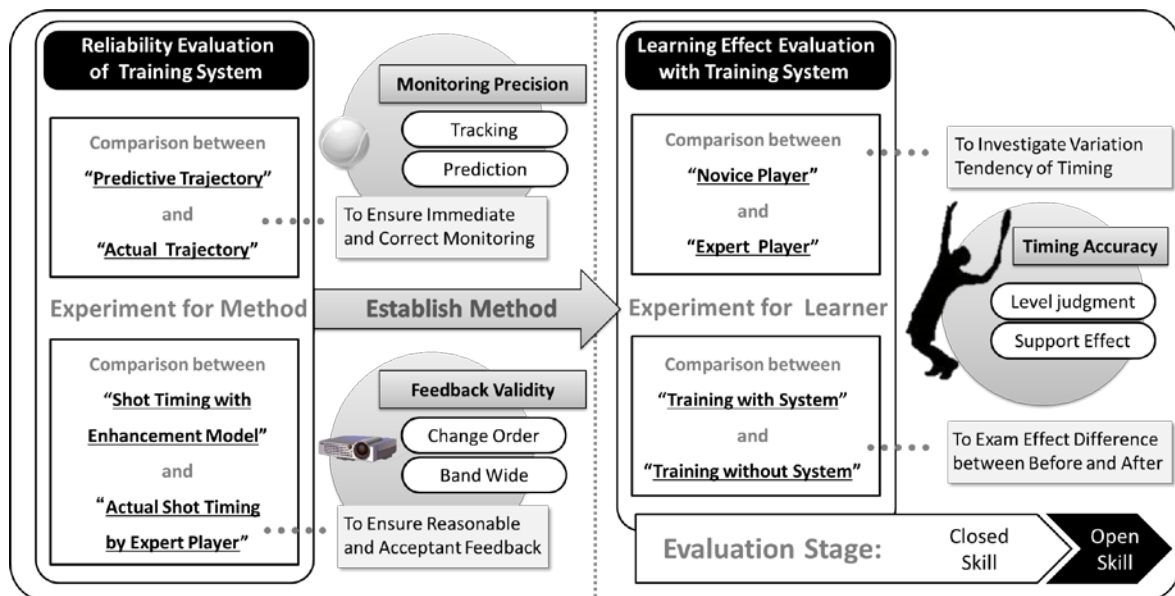 Reliability Evaluation
of Training System
Comparison between
“Predictive Trajectory”
and
“Actual Trajectory”
Experiment for Method
Comparison between
“Shot Timing with
Enhancement Model”
and
“Actual Shot Timing
by Expert Player”
Monitoring Precision
Tracking
Prediction
To Ensure Immediate
and Correct Monitoring
Establish Method
Feedback Validity
Change Order
Band Wide
To Ensure Reasonable
and Acceptant Feedback
Learning Effect Evaluation
with Training System
Comparison between
“Novice Player”
and
“Expert Player”
Experiment for Learner
Comparison between
“Training with System”
and
“Training without System”
To Investigate Variation
Tendency of Timing
Timing Accuracy
Level judgment
Support Effect
To Exam Effect Difference
between Before and After
Evaluation Stage:
Closed
Skill
Open
Skill